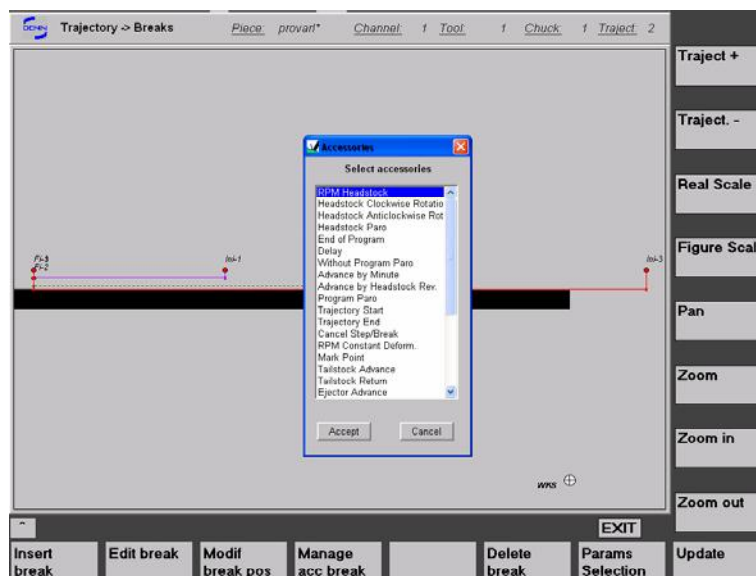 DENN Trajectory -> Breaks Piece: provarl* Channel: 1 Tool: 1 Chuck: 1 Traject: 2
Traject +
Traject. -
Real Scale
Figure Scal
Pan
Zoom
Zoom in
Zoom out
Accessories
Select accessories
RPM Headstock
Headstock Clockwise Rotatio
Headstock Anticlockwise Rot
Headstock Paro
End of Program
Delay
Without Program Paro
Advance by Minute
Advance by Headstock Rev.
Program Paro
Trajectory Start
Trajectory End
Cancel Step/Break
RPM Constant Deform.
Mark Point
Tailstock Advance
Tailstock Return
Ejector Advance
Accept Cancel
Fi-2
Ini-1
Ini-3
WKS
EXIT
Insert break
Edit break
Modif break pos
Manage acc break
Delete break
Params Selection
Update